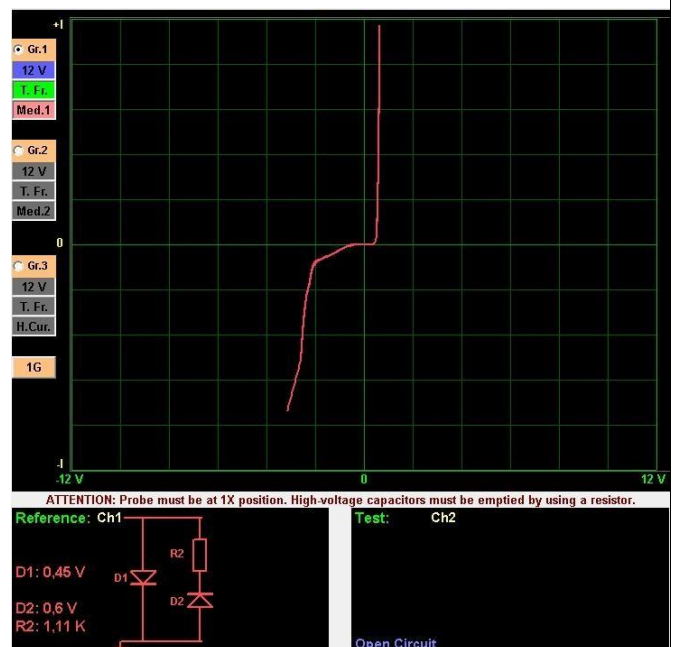 +I
Gr.1
12 V
T. Fr.
Med.1
Gr.2
12 V
T. Fr.
Med.2
0
Gr.3
12 V
T. Fr.
H.Cur.
1G
-I
-12 V
0
12 V
ATTENTION: Probe must be at 1X position. High-voltage capacitors must be emptied by using a resistor.
Reference: Ch1
R2
D1: 0,45 V
D1
D2: 0,6 V
D2
R2: 1,11 K
Test: Ch2
Open Circuit